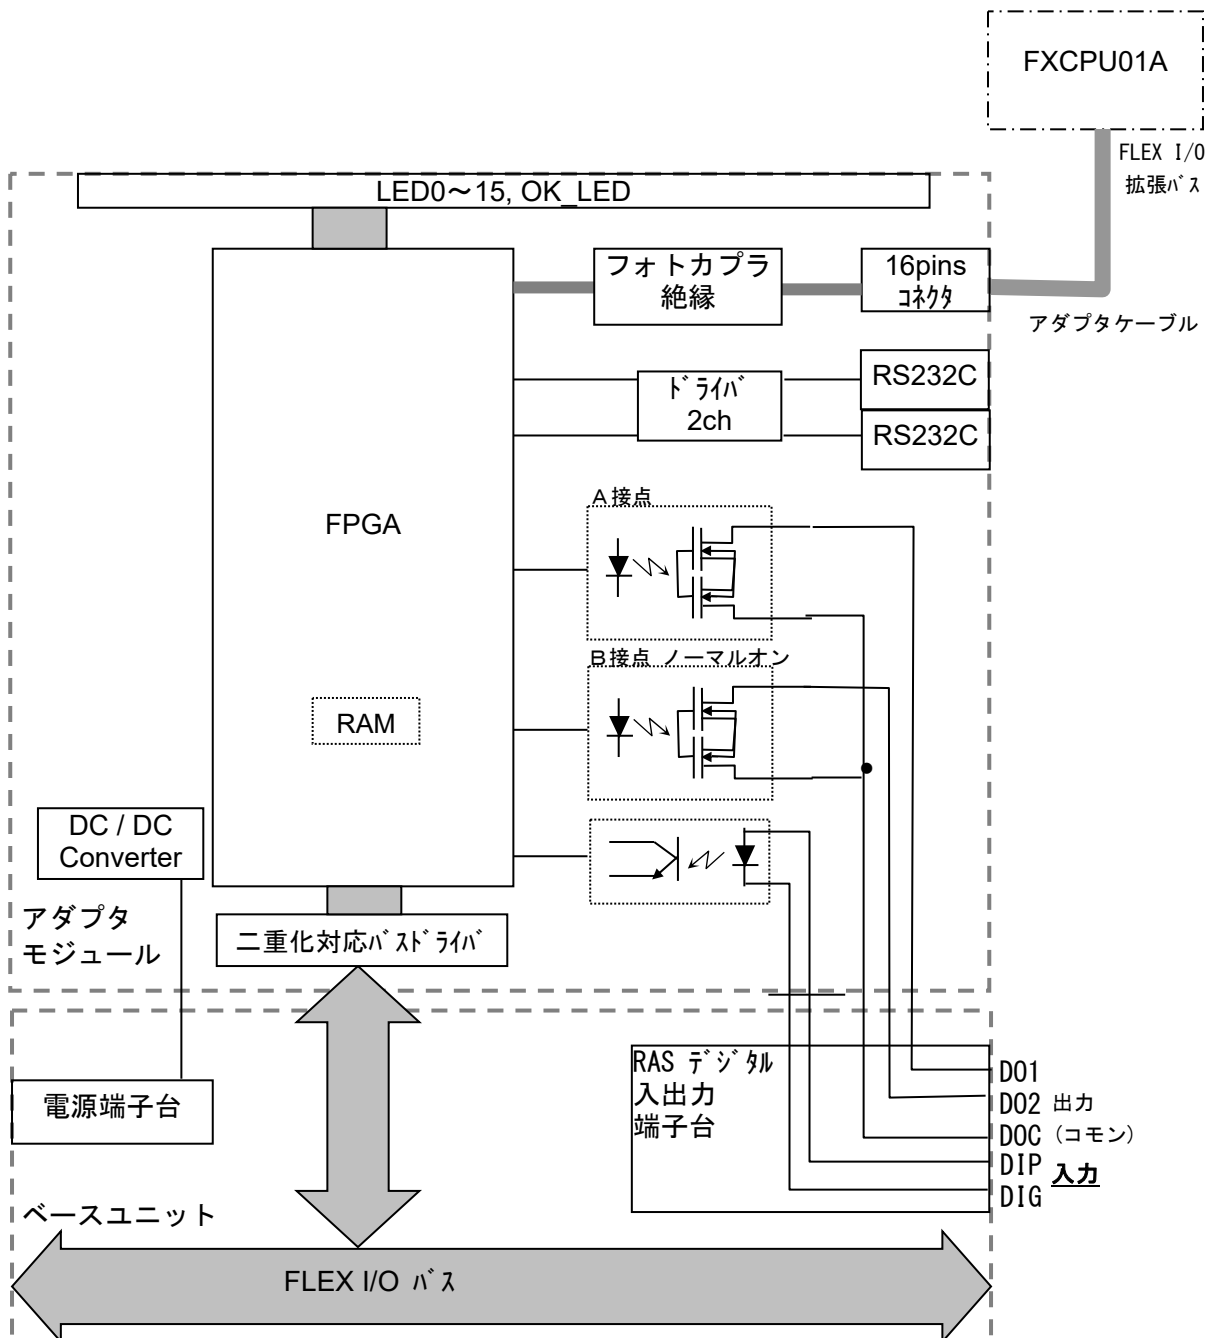 FXCPU01A
FLEX I/O
拡張ﾊﾞｽ
LED0～15, OK_LED
フォトカプラ
絶縁
16pins
ｺﾈｸﾀ
アダプタケーブル
ﾄﾞﾗｲﾊﾞ
2ch
RS232C
RS232C
A接点
FPGA
B接点 ノーマルオン
RAM
DC / DC
Converter
アダプタ
モジュール
二重化対応ﾊﾞｽﾄﾞﾗｲﾊﾞ
RAS ﾃﾞｼﾞﾀﾙ
入出力
端子台
DO1
DO2 出力
DOC (コモン)
DIP 入力
DIG
電源端子台
ベースユニット
FLEX I/O ﾊﾞｽ